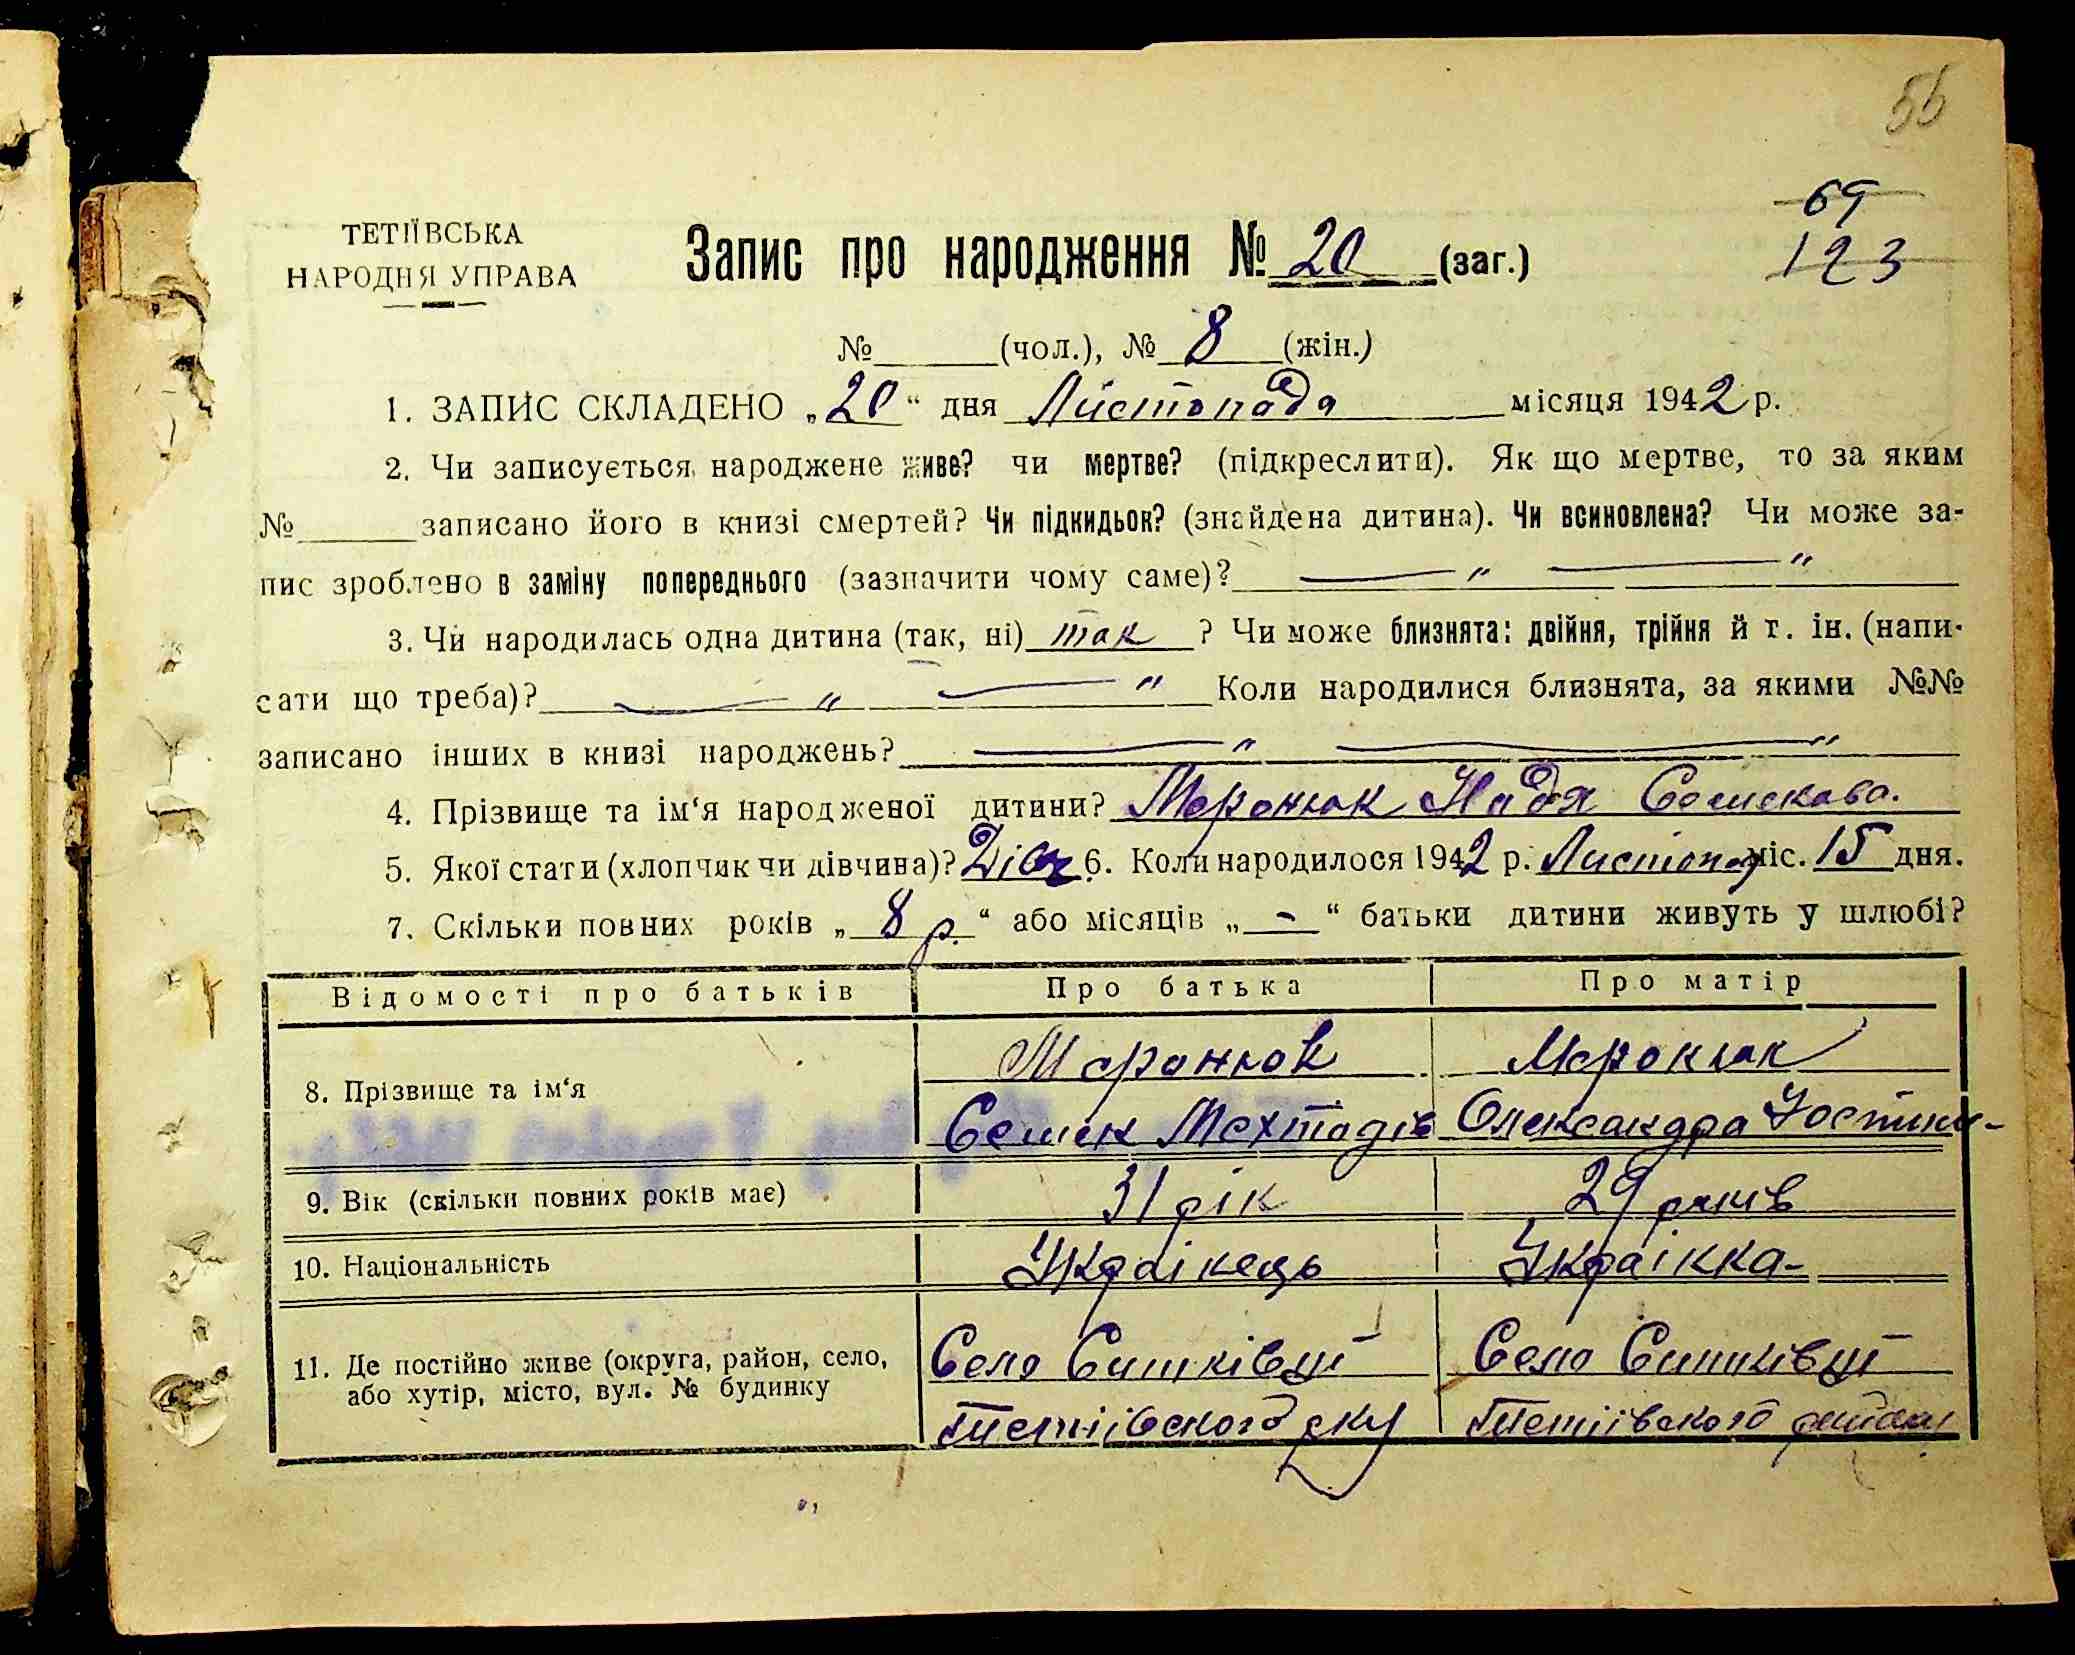 55
69
123
ТЕТІЇВСЬКА
НАРОДНЯ УПРАВА
Запис про народження № 20 (заг.)
№ (чол.), № 8 (жін.)
1. ЗАПИС СКЛАДЕНО „20“ дня Листопада місяця 1942 р.
2. Чи записується народжене живе? чи мертве? (підкреслити). Як що мертве, то за яким
№ записано його в книзі смертей? Чи підкидьок? (знайдена дитина). Чи всиновлена? Чи може за-
пис зроблено в заміну попереднього (зазначити чому саме)? — „ — „
3. Чи народилась одна дитина (так, ні) так ? Чи може близнята: двійня, трійня й т. ін. (напи-
сати що треба)? — „ — „ Коли народилися близнята, за якими №№
записано інших в книзі народжень? — „ — „
4. Прізвище та ім‘я народженої дитини? Миронюк Надя
5. Якої стати (хлопчик чи дівчина)? Дівч 6. Коли народилося 1942 р. Листопад міс. 15 дня.
7. Скільки повних років „8 р.“ або місяців „-“ батьки дитини живуть у шлюбі?
Відомості про батьків Про батька Про матір
8. Прізвище та ім‘я
Олександра
9. Вік (скільки повних років має) 31 рік 29 років
10. Національність Українець Українка
11. Де постійно живе (округа, район, село,
або хутір, місто, вул. № будинку
Село Село
Тетіївського Тетіївського району